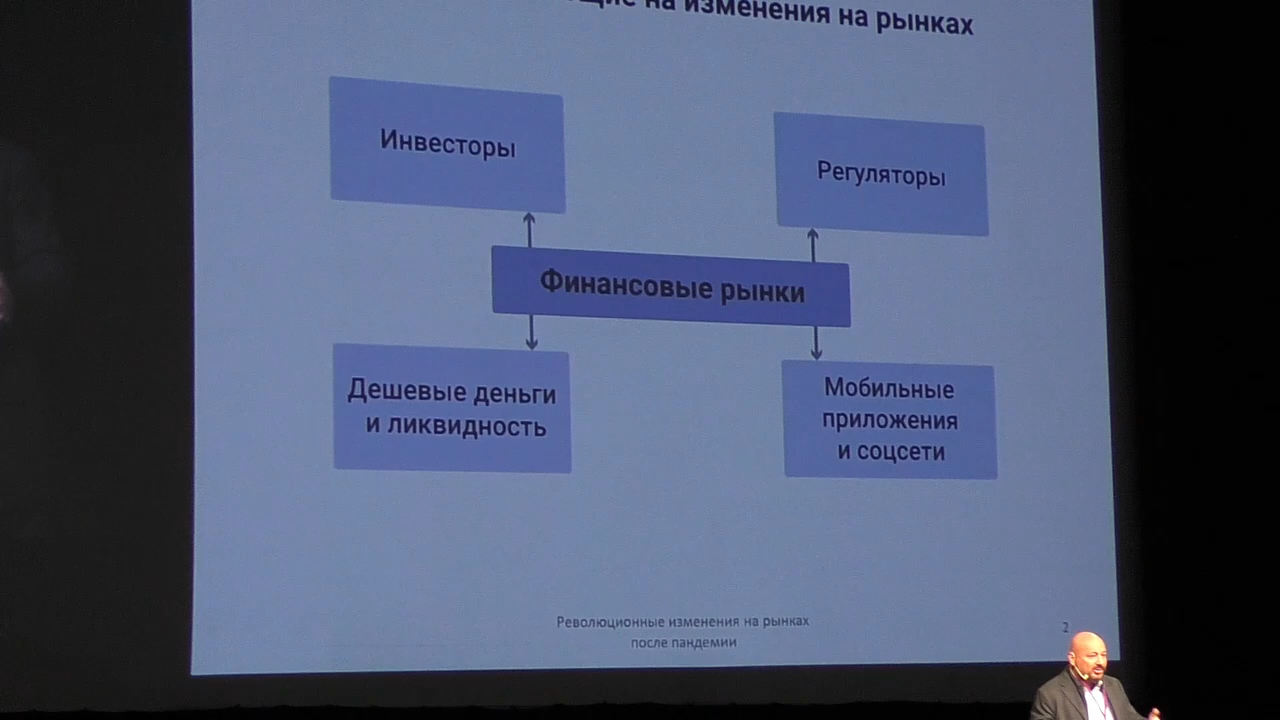 на изменения на рынках
Инвесторы
Регуляторы
Финансовые рынки
Дешевые деньги
и ликвидность
Мобильные
приложения
и соцсети
Революционные изменения на рынках
после пандемии
2